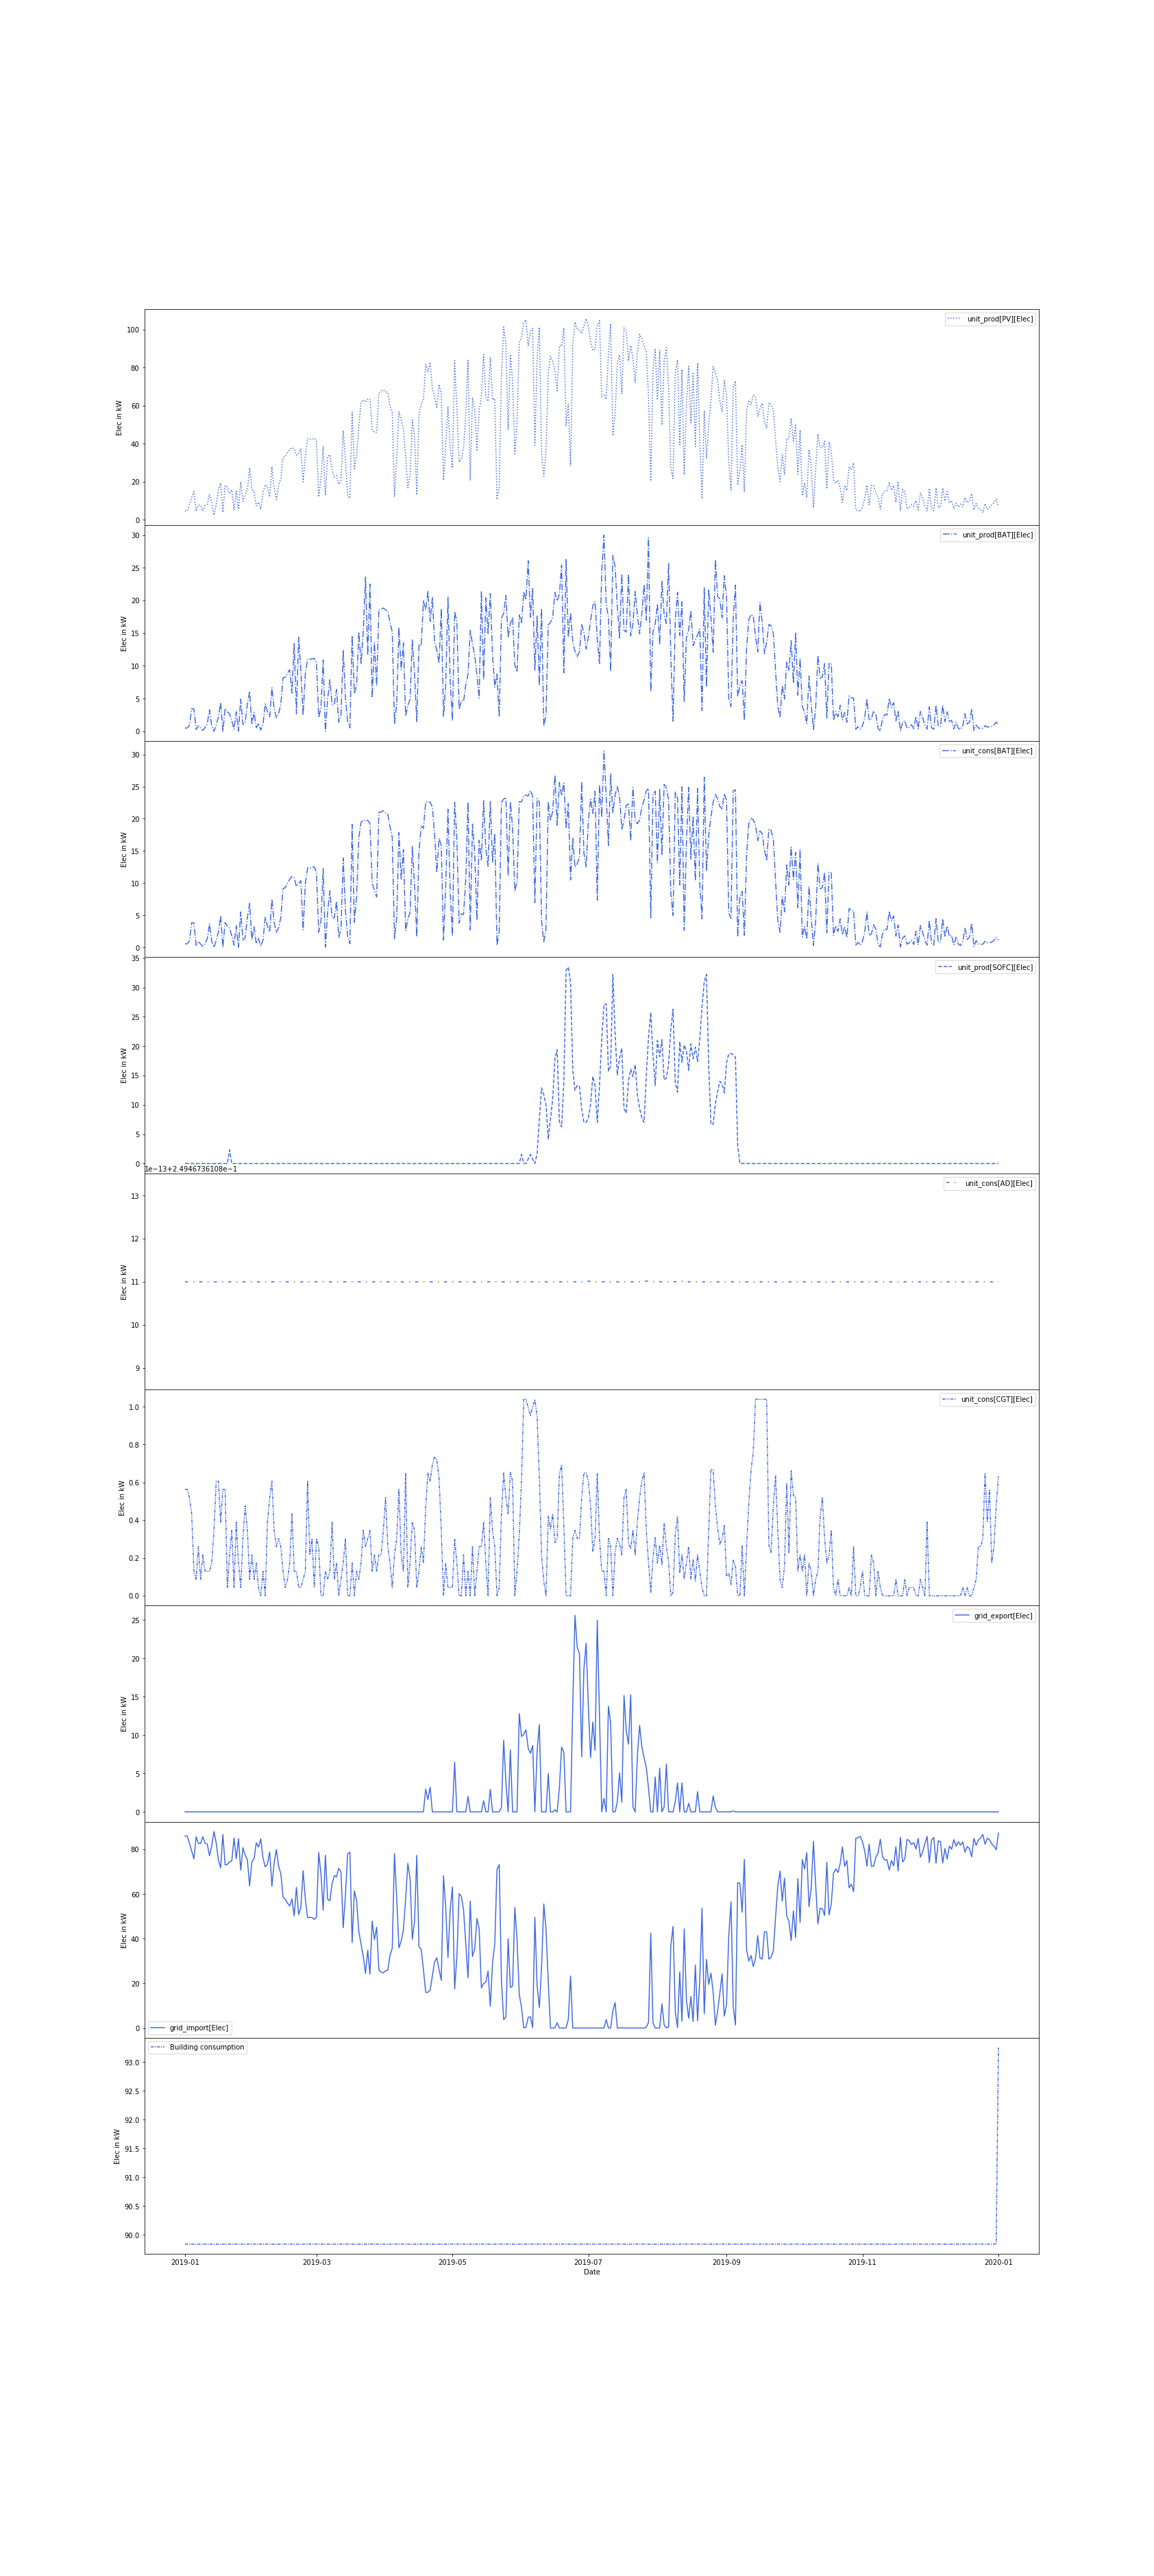 unit_prod[PV][Elec]
100
80
60
40
20
0
Elec in kW
unit_prod[BAT][Elec]
30
25
20
15
10
5
0
Elec in kW
unit_cons[BAT][Elec]
30
25
20
15
10
5
0
Elec in kW
unit_prod[SOFC][Elec]
35
30
25
20
15
10
5
0
Elec in kW
1e−13+2.4946736108e−1
unit_cons[AD][Elec]
13
12
11
10
9
Elec in kW
unit_cons[CGT][Elec]
1.0
0.8
0.6
0.4
0.2
0.0
Elec in kW
grid_export[Elec]
25
20
15
10
5
0
Elec in kW
80
60
40
20
0
Elec in kW
grid_import[Elec]
Building consumption
93.0
92.5
92.0
91.5
91.0
90.5
90.0
Elec in kW
2019-01 2019-03 2019-05 2019-07 2019-09 2019-11 2020-01
Date